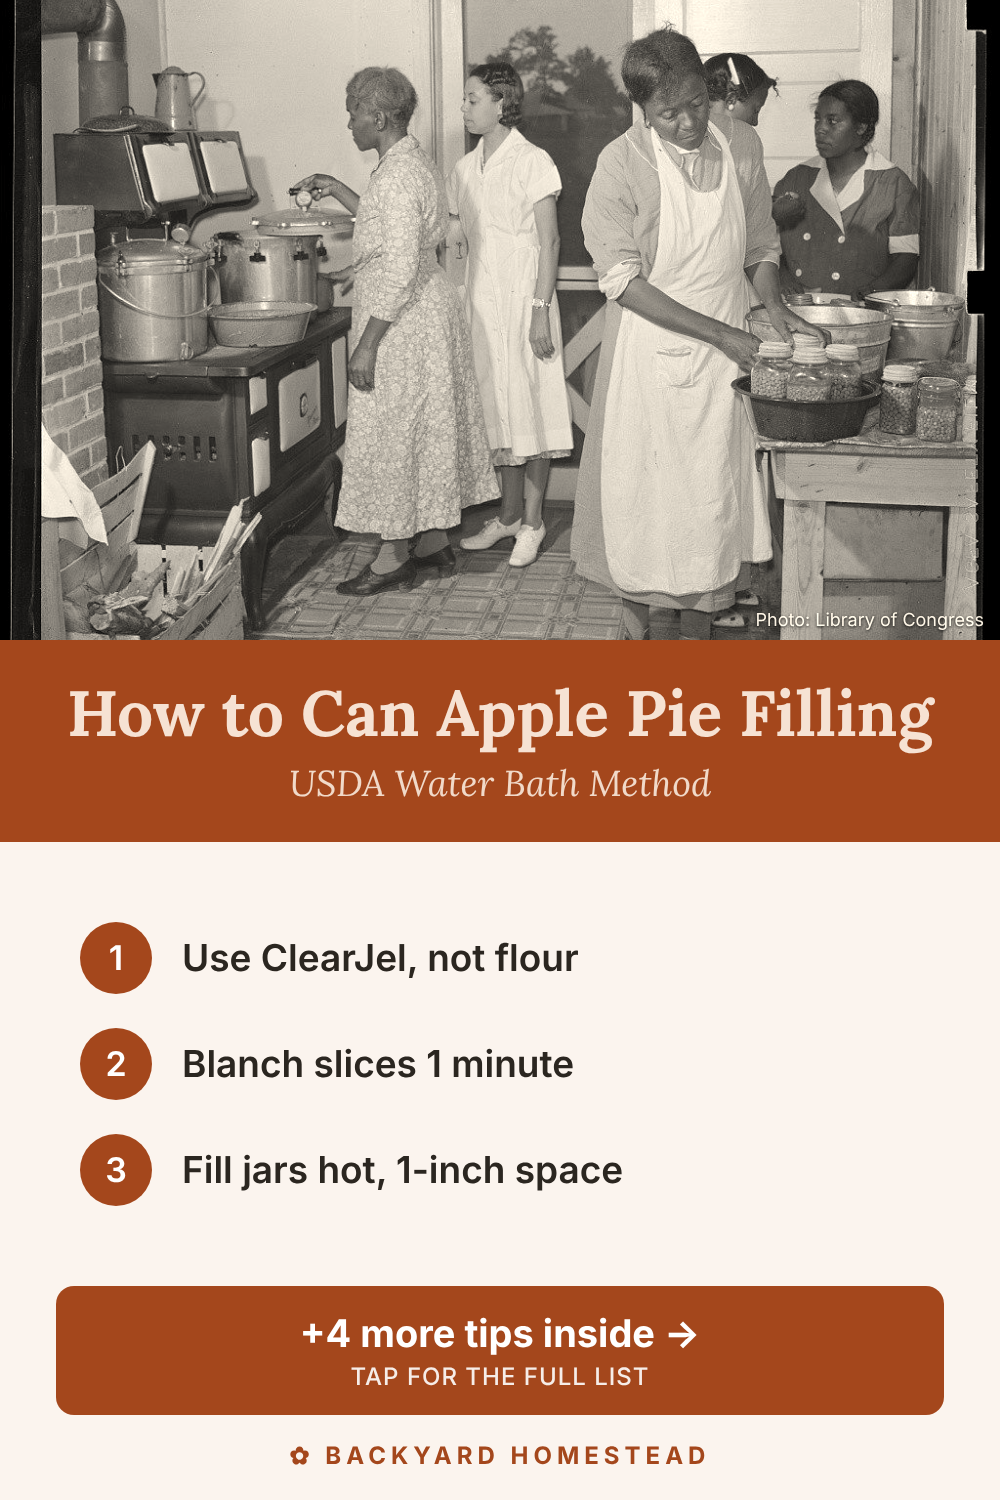 Photo: Library of Congress
How to Can Apple Pie Filling
USDA Water Bath Method
1 Use ClearJel, not flour
2 Blanch slices 1 minute
3 Fill jars hot, 1-inch space
+4 more tips inside →
TAP FOR THE FULL LIST
✿ BACKYARD HOMESTEAD